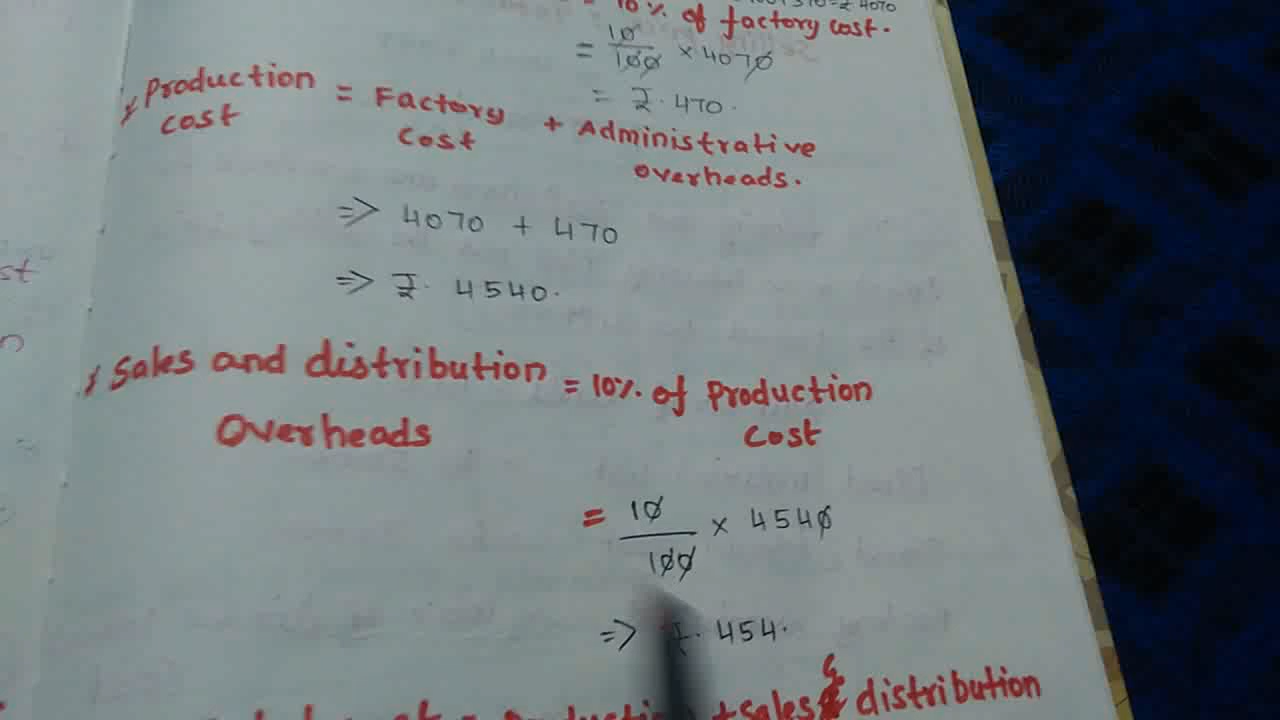 = 10% of factory cost.
= 10/100 × 4070
= ₹. 470.
Production cost = Factory cost + Administrative overheads.
=> 4070 + 470
=> ₹. 4540.
Sales and distribution Overheads = 10% of Production cost
= 10/100 × 4540
=> ₹. 454.
+ sales & distribution